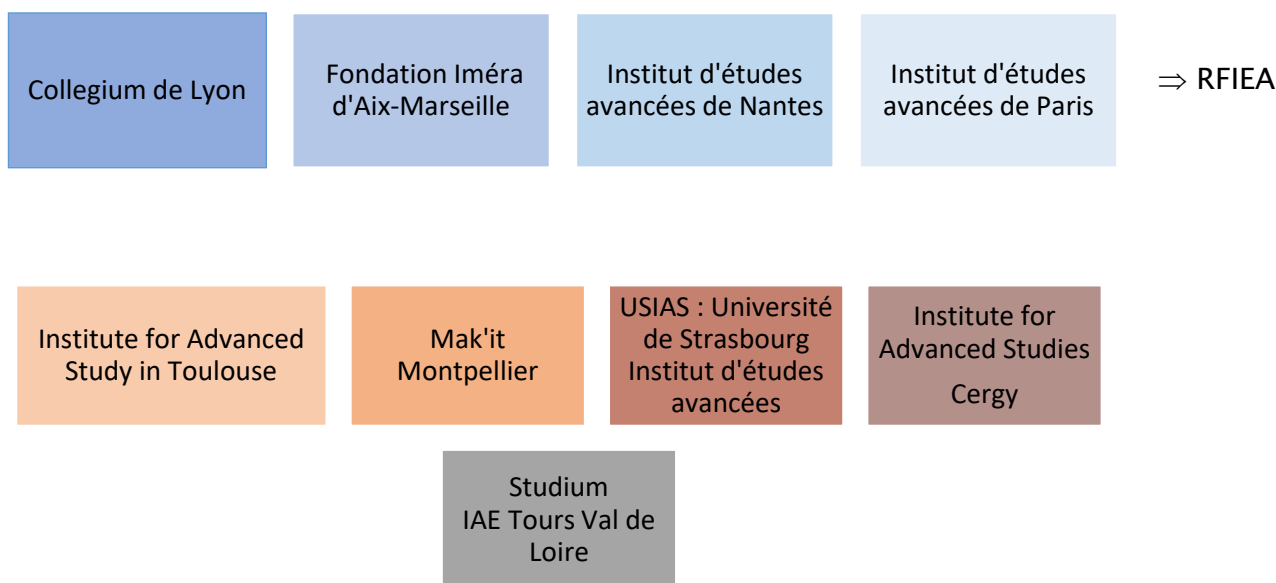 Collegium de Lyon
Fondation Iméra
d'Aix-Marseille
Institut d'études
avancées de Nantes
Institut d'études
avancées de Paris
⇒ RFIEA
Institute for Advanced
Study in Toulouse
Mak'it
Montpellier
USIAS : Université
de Strasbourg
Institut d'études
avancées
Institute for
Advanced Studies
Cergy
Studium
IAE Tours Val de
Loire